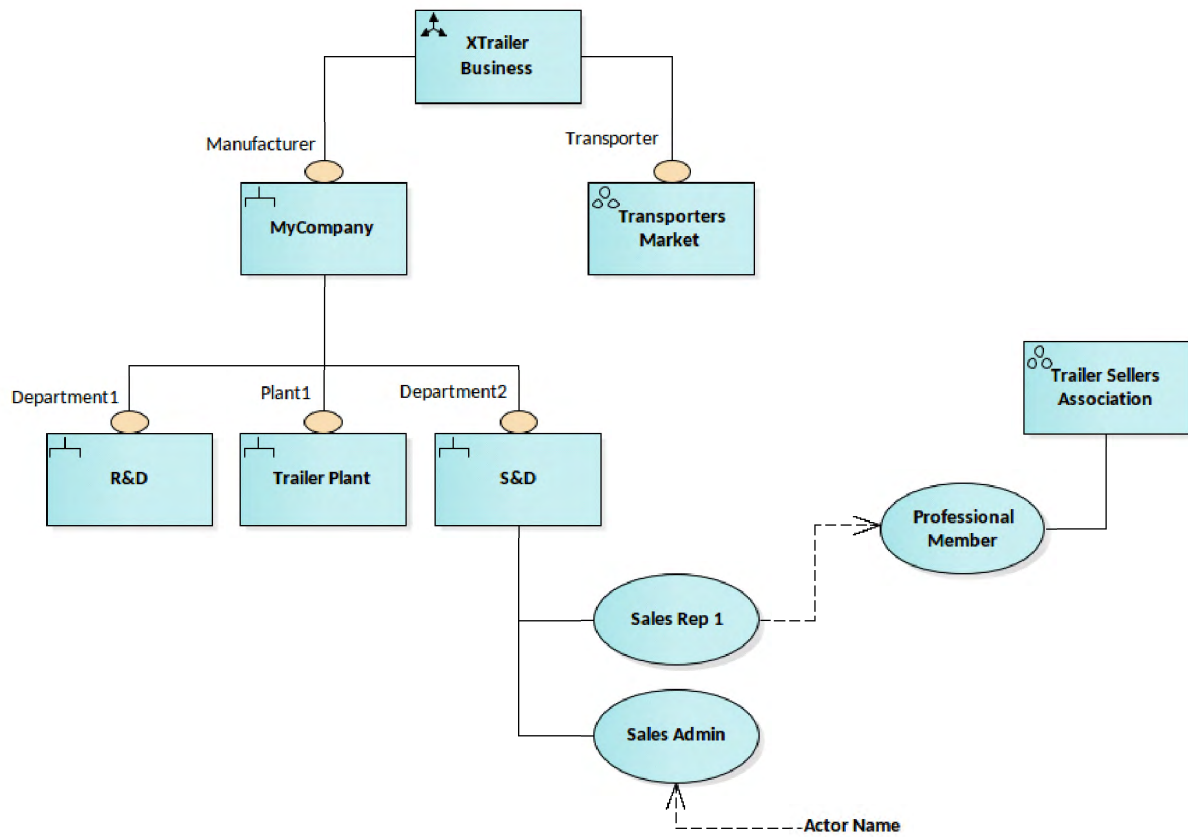 XTrailer
Business
Manufacturer
Transporter
MyCompany
Transporters
Market
Department1
Plant1
Department2
Trailer Sellers
Association
R&D
Trailer Plant
S&D
Professional
Member
Sales Rep 1
Sales Admin
Actor Name